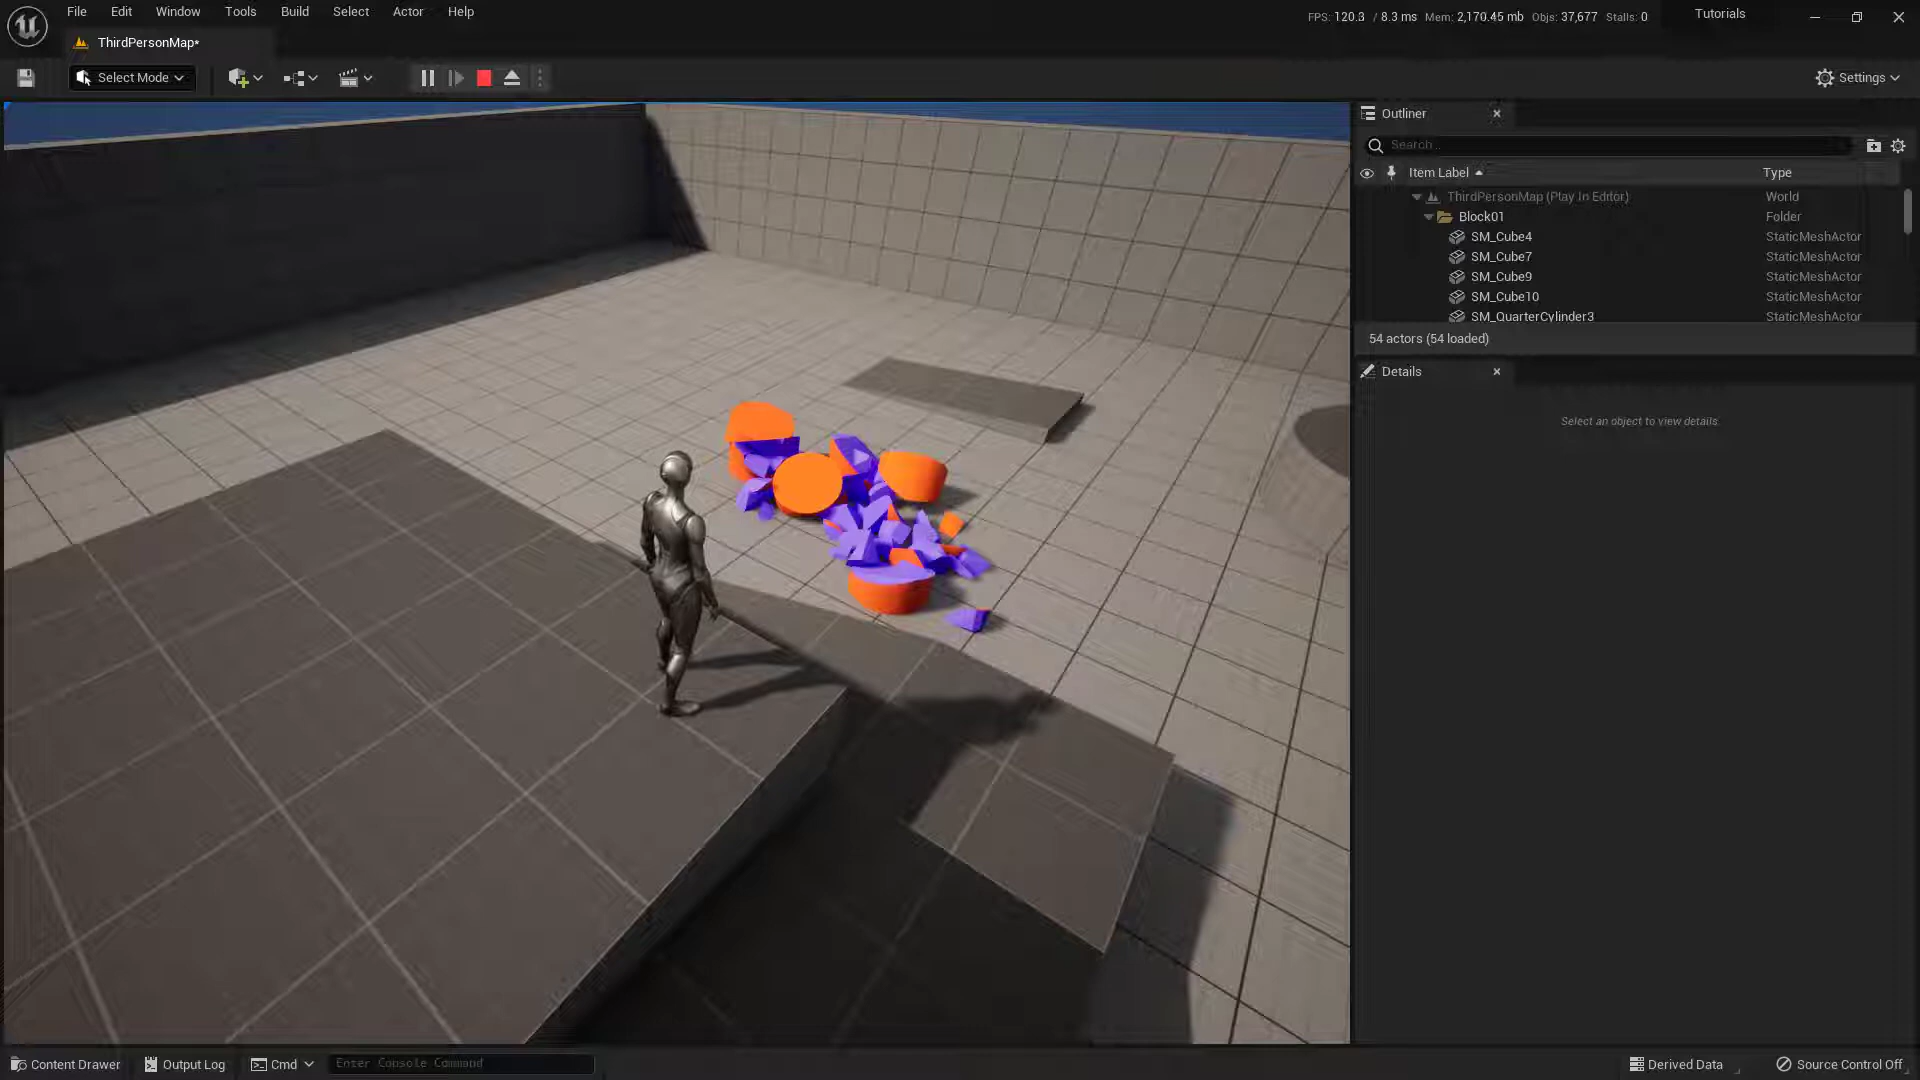 File Edit Window Tools Build Select Actor Help
FPS: 120.3 / 8.3 ms Mem: 2,170.45 mb Objs: 37,677 Stalls: 0
Tutorials
ThirdPersonMap*
Select Mode
Settings
Outliner
Search...
Item Label Type
ThirdPersonMap (Play In Editor) World
Block01 Folder
SM_Cube4 StaticMeshActor
SM_Cube7 StaticMeshActor
SM_Cube9 StaticMeshActor
SM_Cube10 StaticMeshActor
SM_QuarterCylinder3 StaticMeshActor
54 actors (54 loaded)
Details
Select an object to view details.
Content Drawer Output Log Cmd Enter Console Command Derived Data Source Control Off